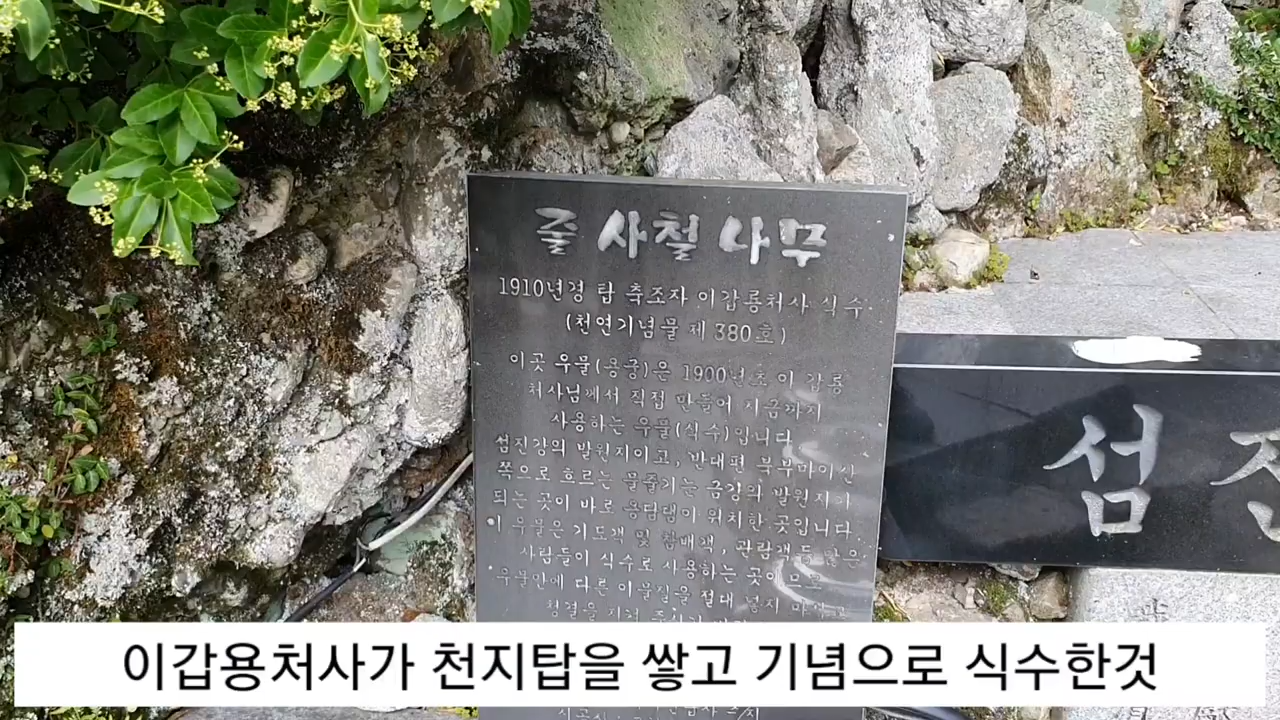 줄 사철나무
1910년경 탑 축조자 이갑룡처사 식수
(천연기념물 제 380호)
이곳 우물(용궁)은 1900년초 이 갑룡
처사님께서 직접 만들어 지금까지
사용하는 우물(식수)입니다
섬진강의 발원지이고, 반대편 북부마이산
쪽으로 흐르는 물줄기는 금강의 발원지가
되는 곳이 바로 용담댐이 위치한 곳입니다.
이 우물은 기도객 및 참배객, 관람객등 많은
사람들이 식수로 사용하는 곳이므로
우물안에 다른 이물질을 절대 넣지 마시고
청결을 지켜 주시기
섬 진
이갑용처사가 천지탑을 쌓고 기념으로 식수한것